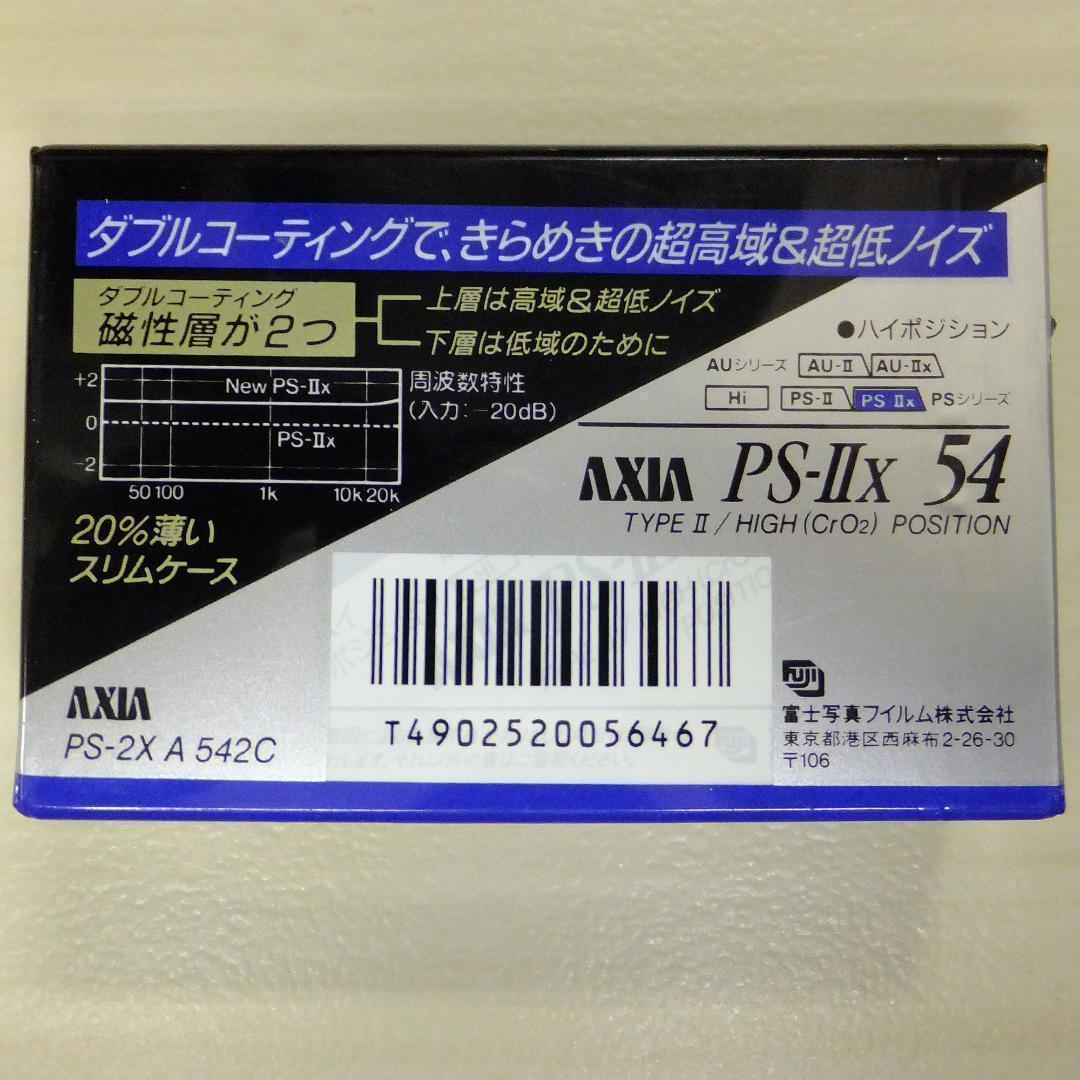 ダブルコーティングで、きらめきの超高域&超低ノイズ
ダブルコーティング
磁性層が2つ
上層は高域&超低ノイズ
下層は低域のために
●ハイポジション
AUシリーズ AU-II AU-IIx
Hi PS-II PS IIx PSシリーズ
周波数特性
(入力:-20dB)
+2
0
-2
New PS-IIx
PS-IIx
50 100 1k 10k 20k
AXIA PS-IIx 54
TYPE II / HIGH (CrO2) POSITION
20%薄い
スリムケース
AXIA
PS-2X A 542C
T4902520056467
FUJI
富士写真フイルム株式会社
東京都港区西麻布2-26-30
〒106